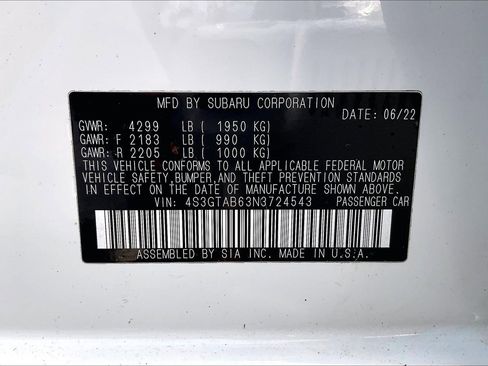 MFD BY SUBARU CORPORATION
DATE: 06/22
GVWR: 4299 LB ( 1950 KG)
GAWR: F 2183 LB ( 990 KG)
GAWR: R 2205 LB ( 1000 KG)
THIS VEHICLE CONFORMS TO ALL APPLICABLE FEDERAL MOTOR
VEHICLE SAFETY,BUMPER,AND THEFT PREVENTION STANDARDS
IN EFFECT ON THE DATE OF MANUFACTURE SHOWN ABOVE.
VIN: 4S3GTAB63N3724543 PASSENGER CAR
ASSEMBLED BY SIA INC. MADE IN U.S.A.